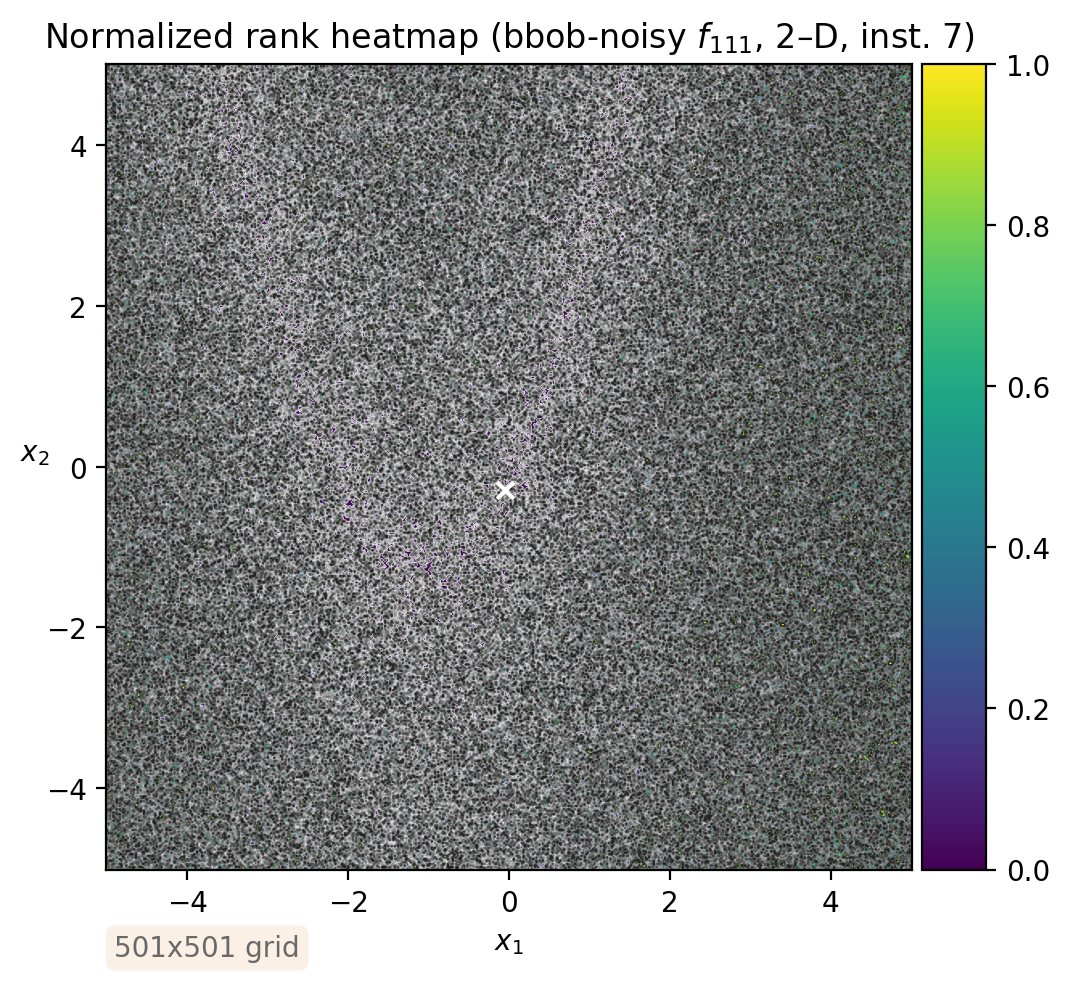 Normalized rank heatmap (bbob-noisy f₁₁₁, 2–D, inst. 7)
1.0
0.8
0.6
0.4
0.2
0.0
4
2
0
−2
−4
x₂
−4 −2 0 2 4
x₁
501x501 grid